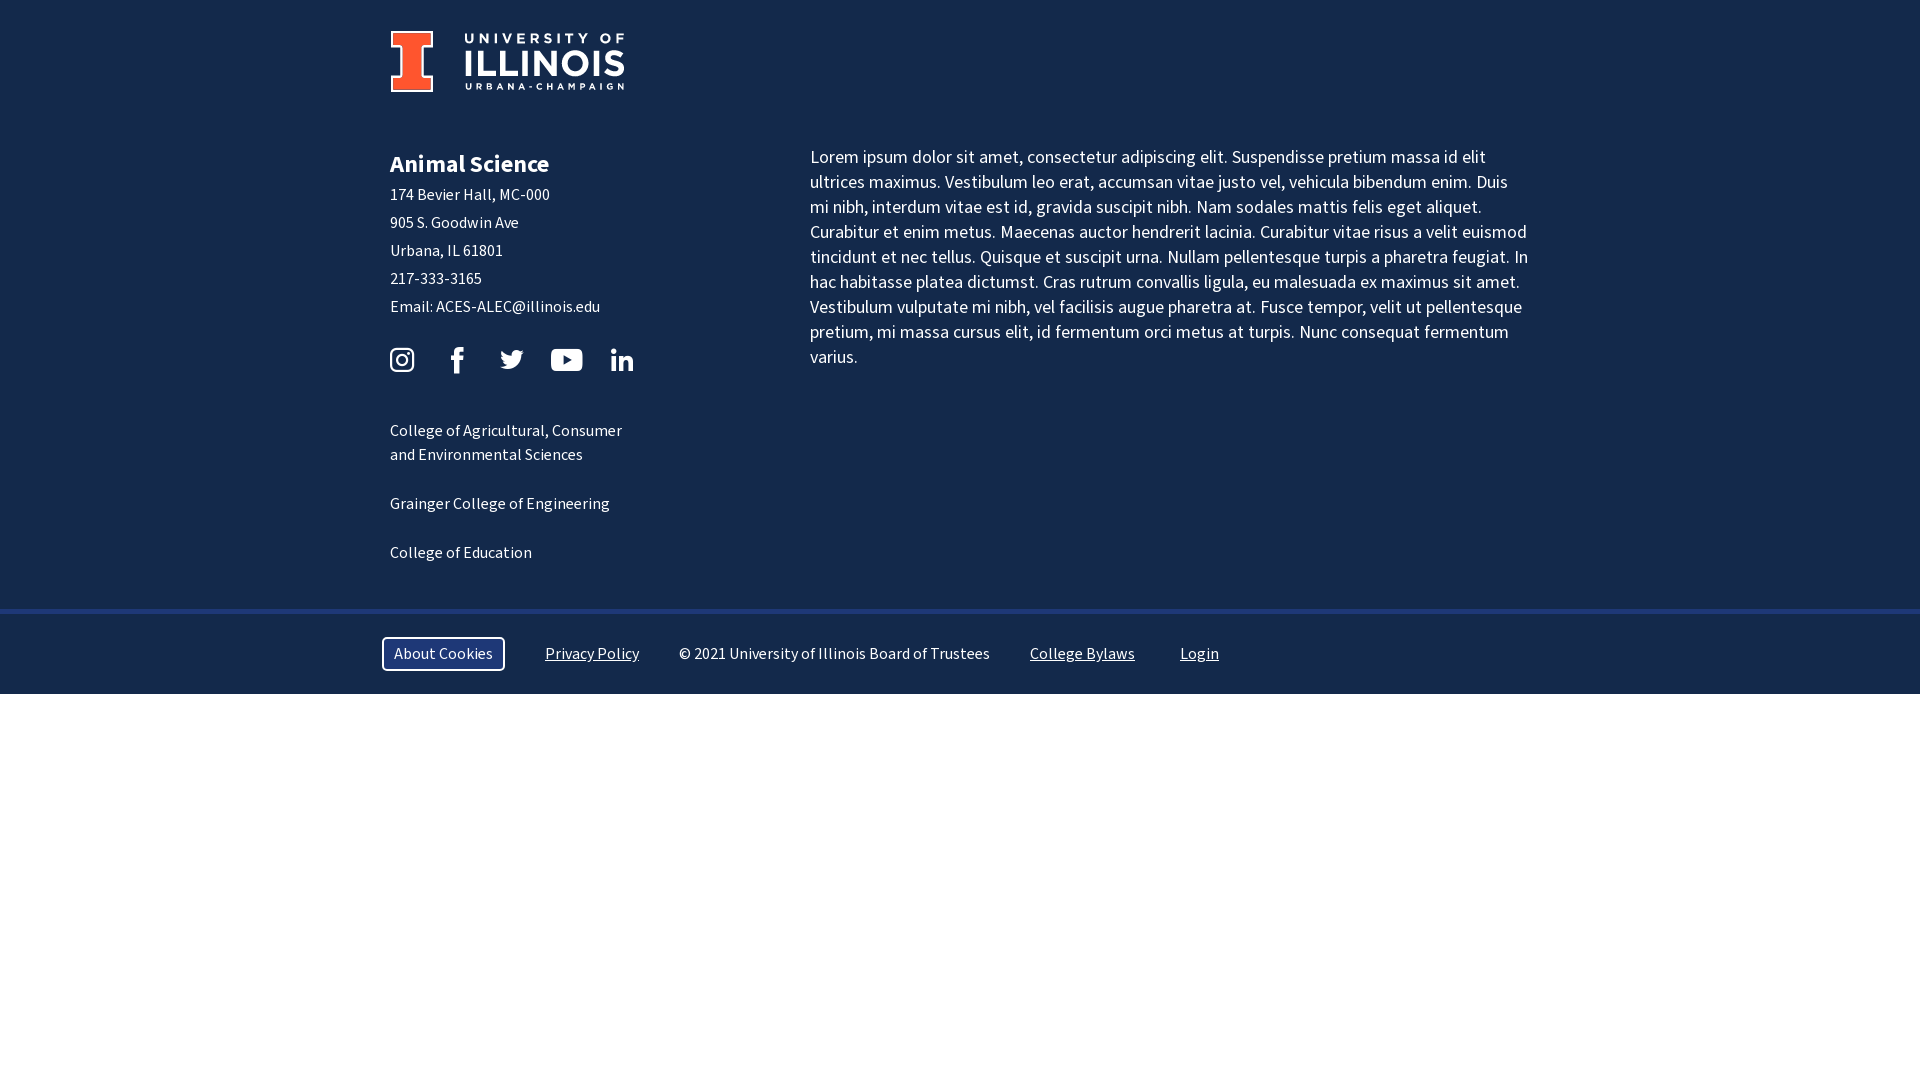 UNIVERSITY OF
ILLINOIS
URBANA-CHAMPAIGN
Animal Science
174 Bevier Hall, MC-000
905 S. Goodwin Ave
Urbana, IL 61801
217-333-3165
Email: ACES-ALEC@illinois.edu
College of Agricultural, Consumer
and Environmental Sciences
Grainger College of Engineering
College of Education
Lorem ipsum dolor sit amet, consectetur adipiscing elit. Suspendisse pretium massa id elit
ultrices maximus. Vestibulum leo erat, accumsan vitae justo vel, vehicula bibendum enim. Duis
mi nibh, interdum vitae est id, gravida suscipit nibh. Nam sodales mattis felis eget aliquet.
Curabitur et enim metus. Maecenas auctor hendrerit lacinia. Curabitur vitae risus a velit euismod
tincidunt et nec tellus. Quisque et suscipit urna. Nullam pellentesque turpis a pharetra feugiat. In
hac habitasse platea dictumst. Cras rutrum convallis ligula, eu malesuada ex maximus sit amet.
Vestibulum vulputate mi nibh, vel facilisis augue pharetra at. Fusce tempor, velit ut pellentesque
pretium, mi massa cursus elit, id fermentum orci metus at turpis. Nunc consequat fermentum
varius.
About Cookies Privacy Policy © 2021 University of Illinois Board of Trustees College Bylaws Login